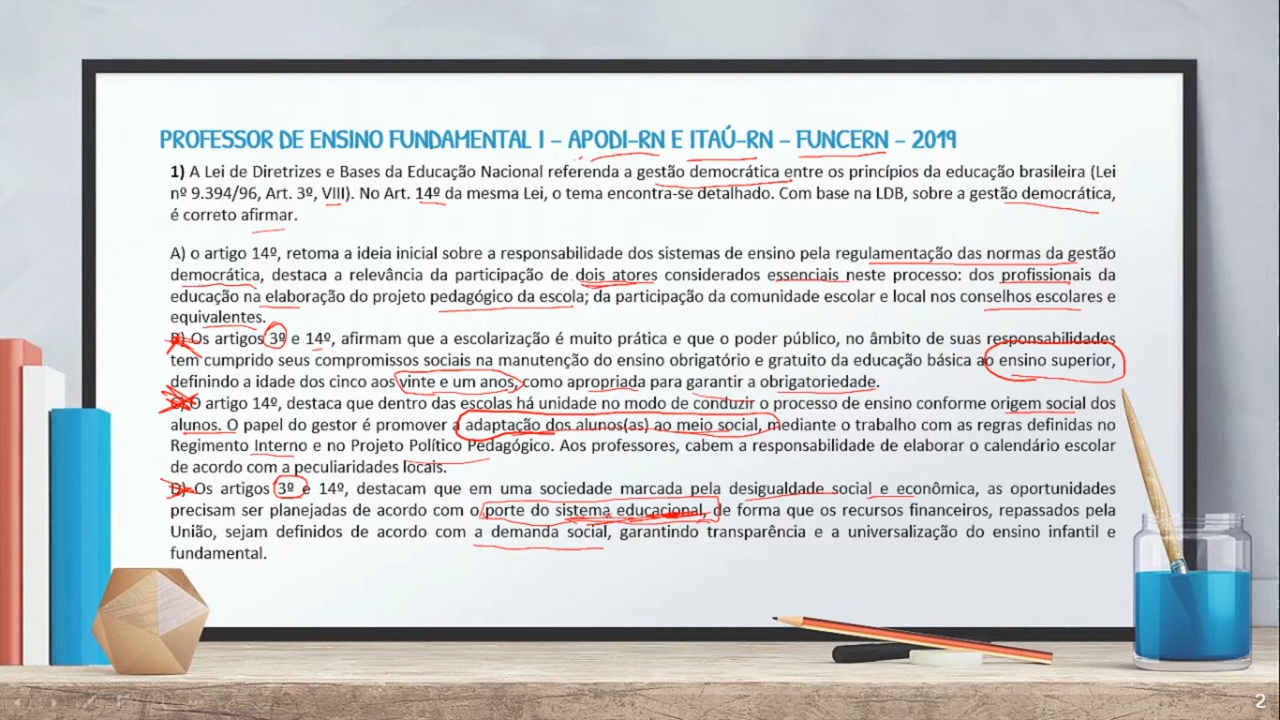 PROFESSOR DE ENSINO FUNDAMENTAL I – APODI-RN E ITAÚ-RN – FUNCERN – 2019
1) A Lei de Diretrizes e Bases da Educação Nacional referenda a gestão democrática entre os princípios da educação brasileira (Lei
nº 9.394/96, Art. 3º, VIII). No Art. 14º da mesma Lei, o tema encontra-se detalhado. Com base na LDB, sobre a gestão democrática,
é correto afirmar.
A) o artigo 14º, retoma a ideia inicial sobre a responsabilidade dos sistemas de ensino pela regulamentação das normas da gestão
democrática, destaca a relevância da participação de dois atores considerados essenciais neste processo: dos profissionais da
educação na elaboração do projeto pedagógico da escola; da participação da comunidade escolar e local nos conselhos escolares e
equivalentes.
B) Os artigos 3º e 14º, afirmam que a escolarização é muito prática e que o poder público, no âmbito de suas responsabilidades
tem cumprido seus compromissos sociais na manutenção do ensino obrigatório e gratuito da educação básica ao ensino superior,
definindo a idade dos cinco aos vinte e um anos, como apropriada para garantir a obrigatoriedade.
C) O artigo 14º, destaca que dentro das escolas há unidade no modo de conduzir o processo de ensino conforme origem social dos
alunos. O papel do gestor é promover a adaptação dos alunos(as) ao meio social, mediante o trabalho com as regras definidas no
Regimento Interno e no Projeto Político Pedagógico. Aos professores, cabem a responsabilidade de elaborar o calendário escolar
de acordo com a peculiaridades locais.
D) Os artigos 3º e 14º, destacam que em uma sociedade marcada pela desigualdade social e econômica, as oportunidades
precisam ser planejadas de acordo com o porte do sistema educacional, de forma que os recursos financeiros, repassados pela
União, sejam definidos de acordo com a demanda social, garantindo transparência e a universalização do ensino infantil e
fundamental.
2